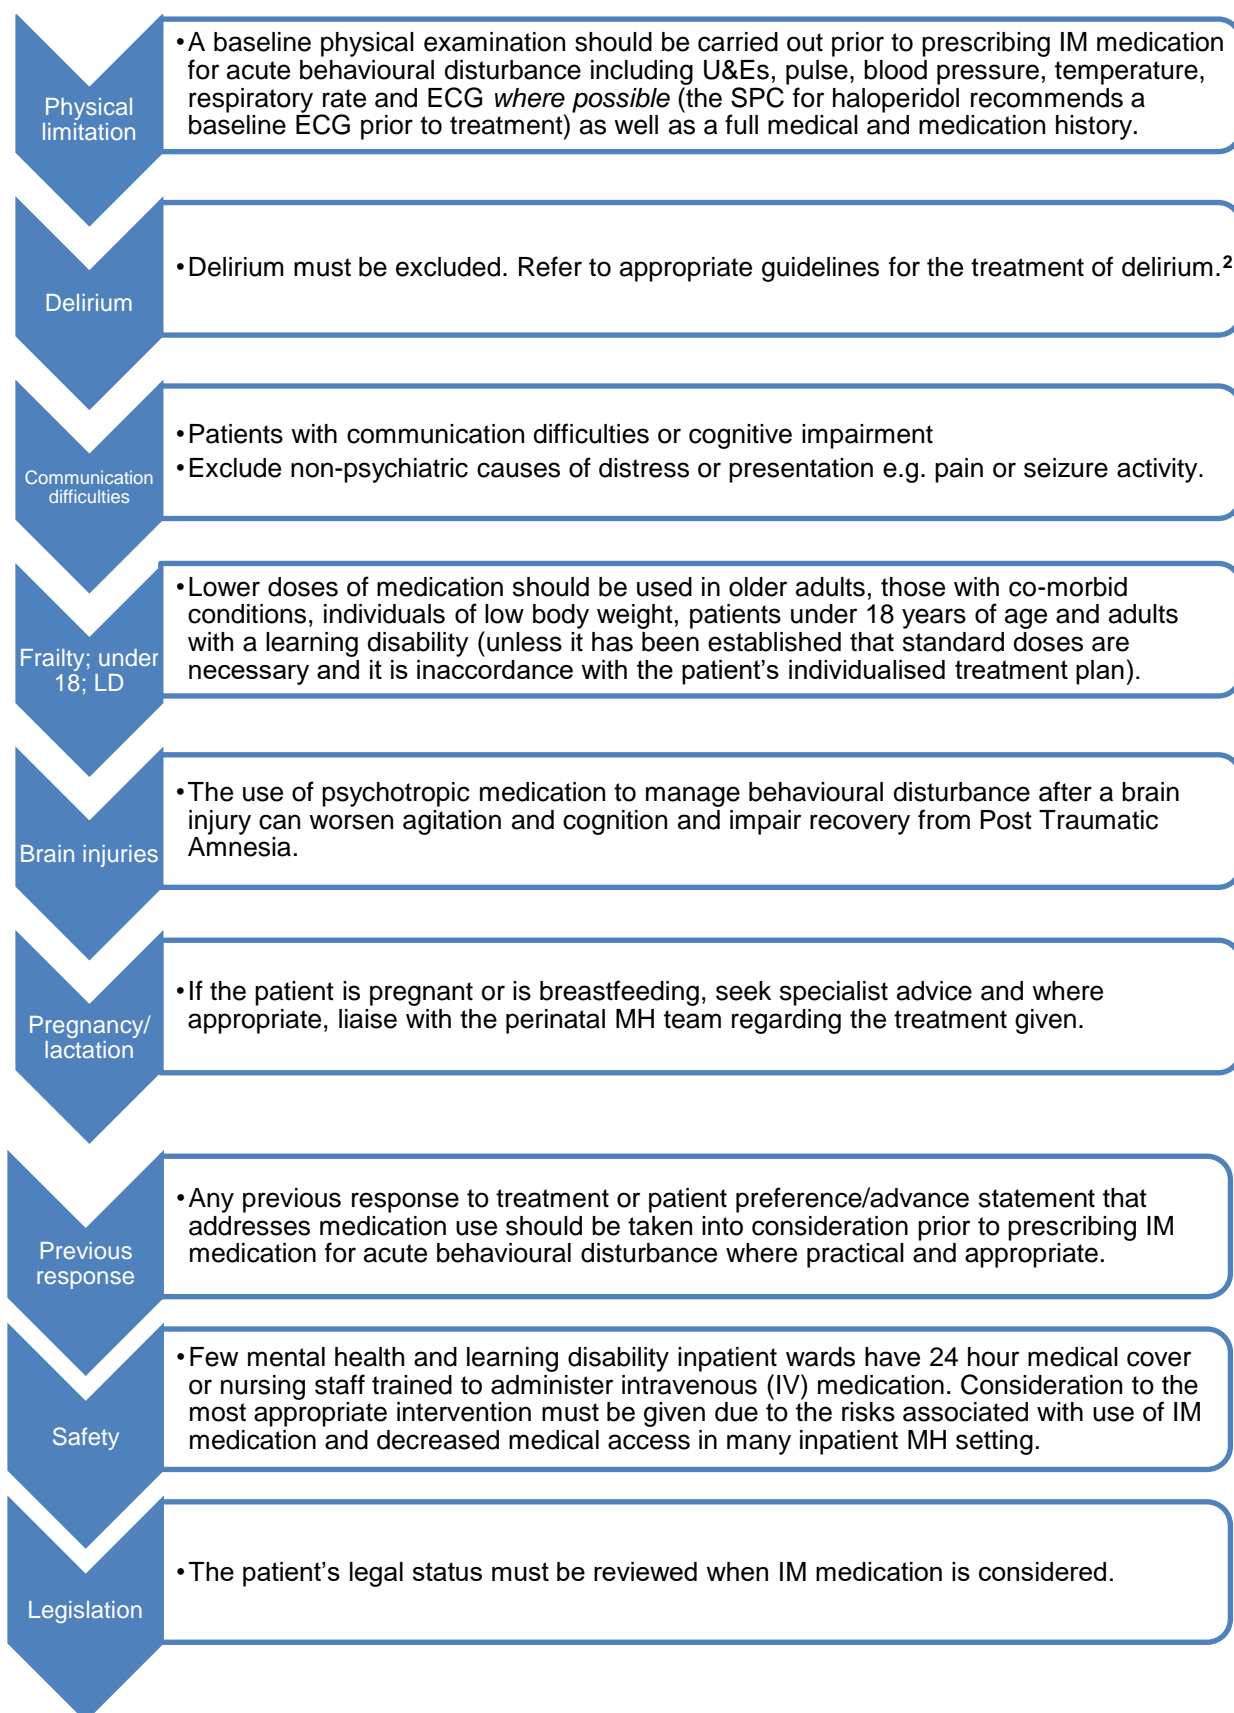 Physical
limitation
•A baseline physical examination should be carried out prior to prescribing IM medication
for acute behavioural disturbance including U&Es, pulse, blood pressure, temperature,
respiratory rate and ECG where possible (the SPC for haloperidol recommends a
baseline ECG prior to treatment) as well as a full medical and medication history.
Delirium
•Delirium must be excluded. Refer to appropriate guidelines for the treatment of delirium.2
Communication
difficulties
•Patients with communication difficulties or cognitive impairment
•Exclude non-psychiatric causes of distress or presentation e.g. pain or seizure activity.
Frailty; under
18; LD
•Lower doses of medication should be used in older adults, those with co-morbid
conditions, individuals of low body weight, patients under 18 years of age and adults
with a learning disability (unless it has been established that standard doses are
necessary and it is inaccordance with the patient's individualised treatment plan).
Brain injuries
•The use of psychotropic medication to manage behavioural disturbance after a brain
injury can worsen agitation and cognition and impair recovery from Post Traumatic
Amnesia.
Pregnancy/
lactation
•If the patient is pregnant or is breastfeeding, seek specialist advice and where
appropriate, liaise with the perinatal MH team regarding the treatment given.
Previous
response
•Any previous response to treatment or patient preference/advance statement that
addresses medication use should be taken into consideration prior to prescribing IM
medication for acute behavioural disturbance where practical and appropriate.
Safety
•Few mental health and learning disability inpatient wards have 24 hour medical cover
or nursing staff trained to administer intravenous (IV) medication. Consideration to the
most appropriate intervention must be given due to the risks associated with use of IM
medication and decreased medical access in many inpatient MH setting.
Legislation
•The patient's legal status must be reviewed when IM medication is considered.